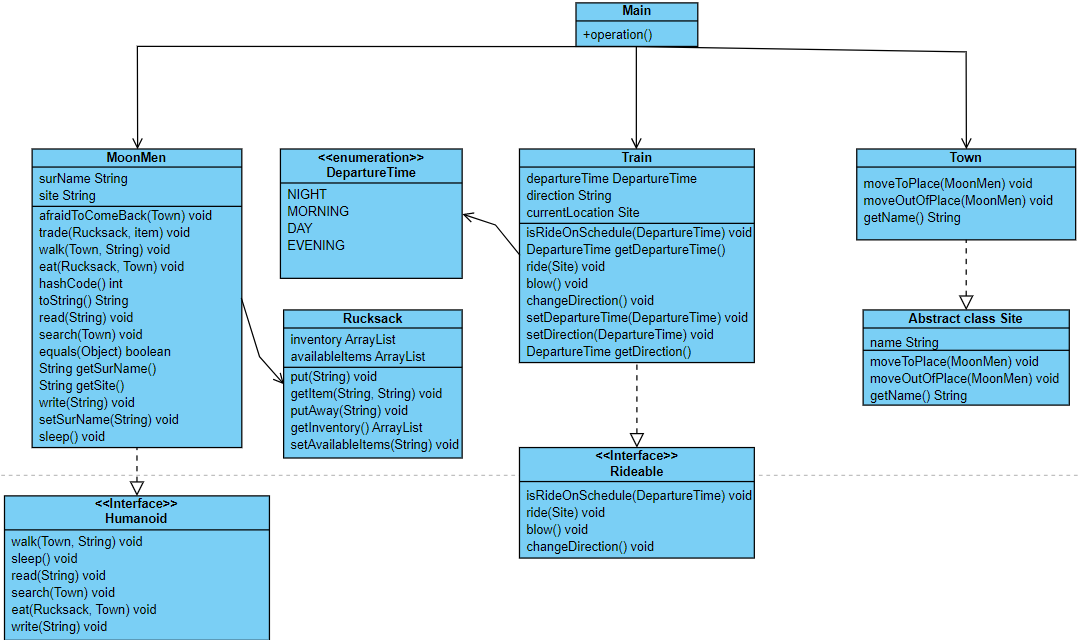 Main
+operation()
MoonMen
surName String
site String
afraidToComeBack(Town) void
trade(Rucksack, item) void
walk(Town, String) void
eat(Rucksack, Town) void
hashCode() int
toString() String
read(String) void
search(Town) void
equals(Object) boolean
String getSurName()
String getSite()
write(String) void
setSurName(String) void
sleep() void
<<enumeration>>
DepartureTime
NIGHT
MORNING
DAY
EVENING
Rucksack
inventory ArrayList
availableItems ArrayList
put(String) void
getItem(String, String) void
putAway(String) void
getInventory() ArrayList
setAvailableItems(String) void
Train
departureTime DepartureTime
direction String
currentLocation Site
isRideOnSchedule(DepartureTime) void
DepartureTime getDepartureTime()
ride(Site) void
blow() void
changeDirection() void
setDepartureTime(DepartureTime) void
setDirection(DepartureTime) void
DepartureTime getDirection()
Town
moveToPlace(MoonMen) void
moveOutOfPlace(MoonMen) void
getName() String
Abstract class Site
name String
moveToPlace(MoonMen) void
moveOutOfPlace(MoonMen) void
getName() String
<<Interface>>
Rideable
isRideOnSchedule(DepartureTime) void
ride(Site) void
blow() void
changeDirection() void
<<Interface>>
Humanoid
walk(Town, String) void
sleep() void
read(String) void
search(Town) void
eat(Rucksack, Town) void
write(String) void